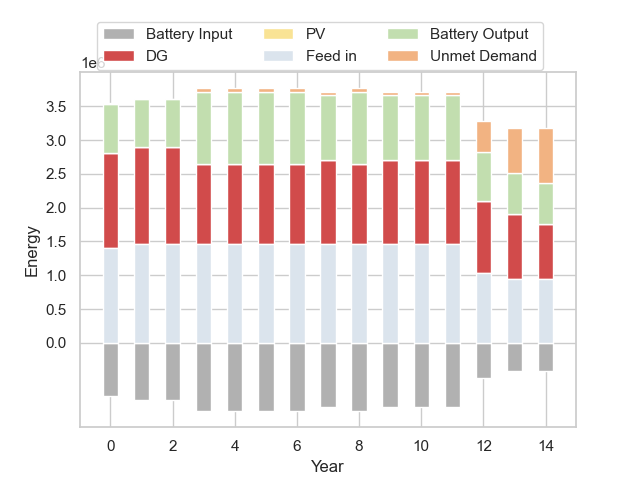 Battery Input PV Battery Output
DG Feed in Unmet Demand
1e6
3.5
3.0
2.5
2.0
1.5
1.0
0.5
0.0
Energy
0 2 4 6 8 10 12 14
Year